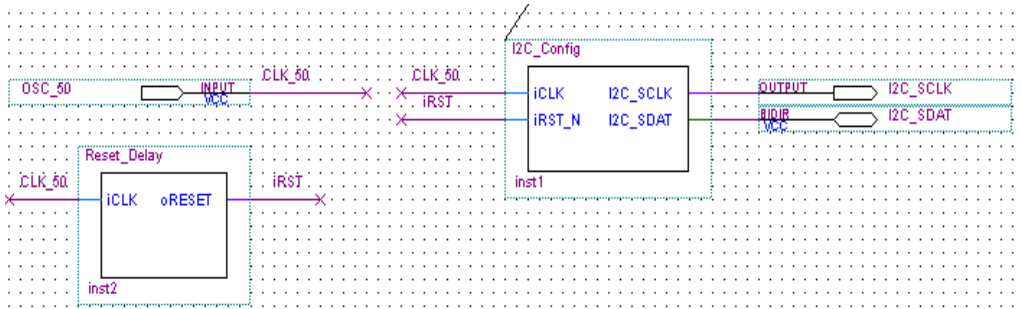 I2C_Config
OSC_50 INPUT VCC CLK_50
CLK_50
iRST
iCLK I2C_SCLK
iRST_N I2C_SDAT
inst1
OUTPUT I2C_SCLK
BIDIR VCC I2C_SDAT
Reset_Delay
CLK_50 iCLK oRESET iRST
inst2